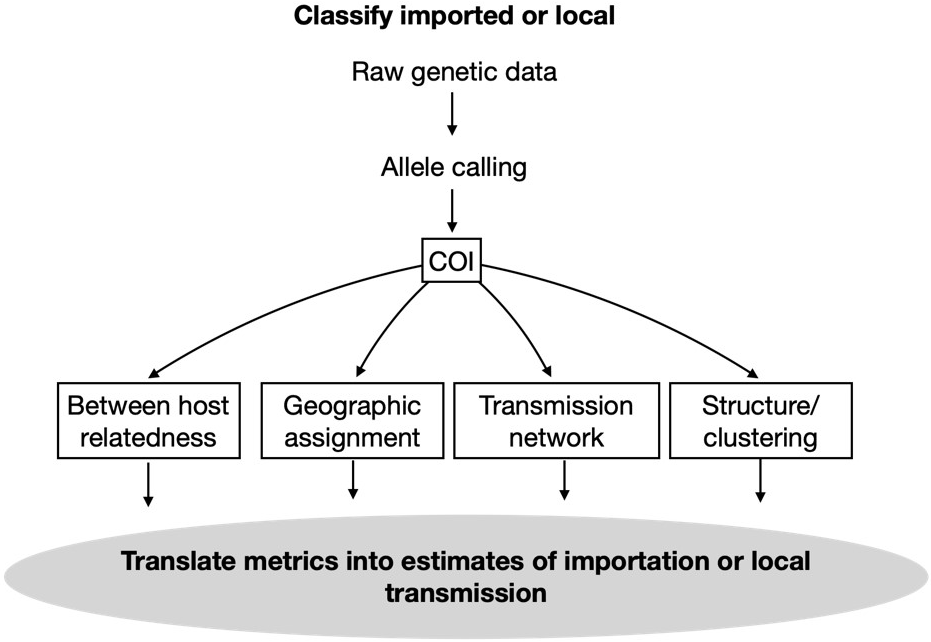 Classify imported or local
Raw genetic data
Allele calling
COI
Between host
relatedness
Geographic
assignment
Transmission
network
Structure/
clustering
Translate metrics into estimates of importation or local
transmission